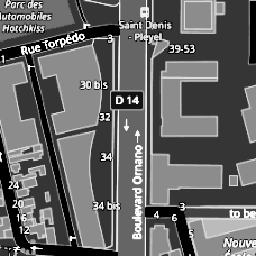 Parc des
Automobiles
Hotchkiss
Saint Denis
- Pleyel
Rue Torpédo
3
39-53
1
30 bis
D 14
32
34
Boulevard Ornano
24
20
16
12
34 bis
3
4
6
to be
Nouve